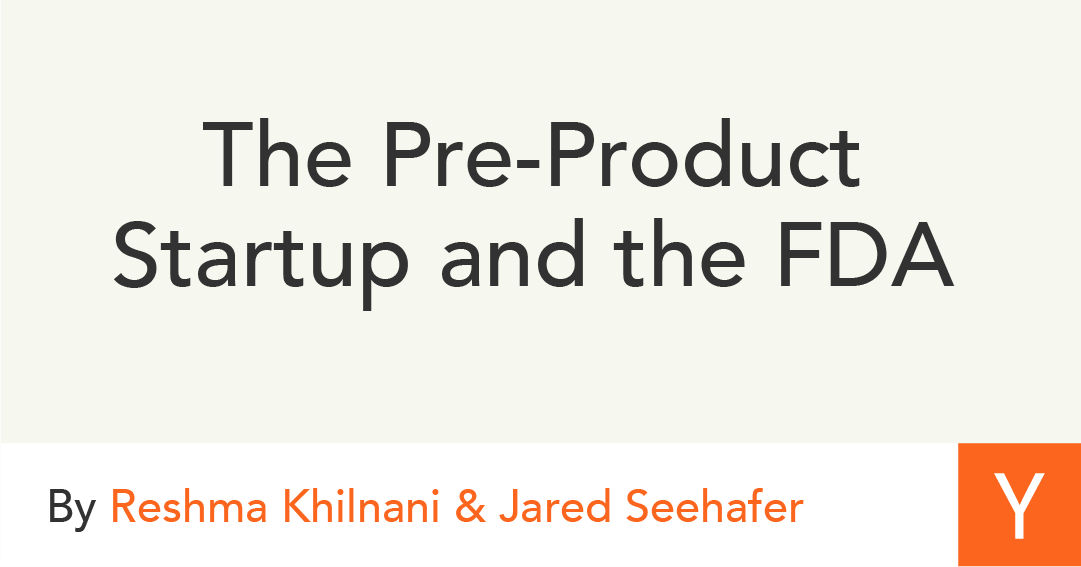 The Pre-Product
Startup and the FDA
By Reshma Khilnani & Jared Seehafer
Y